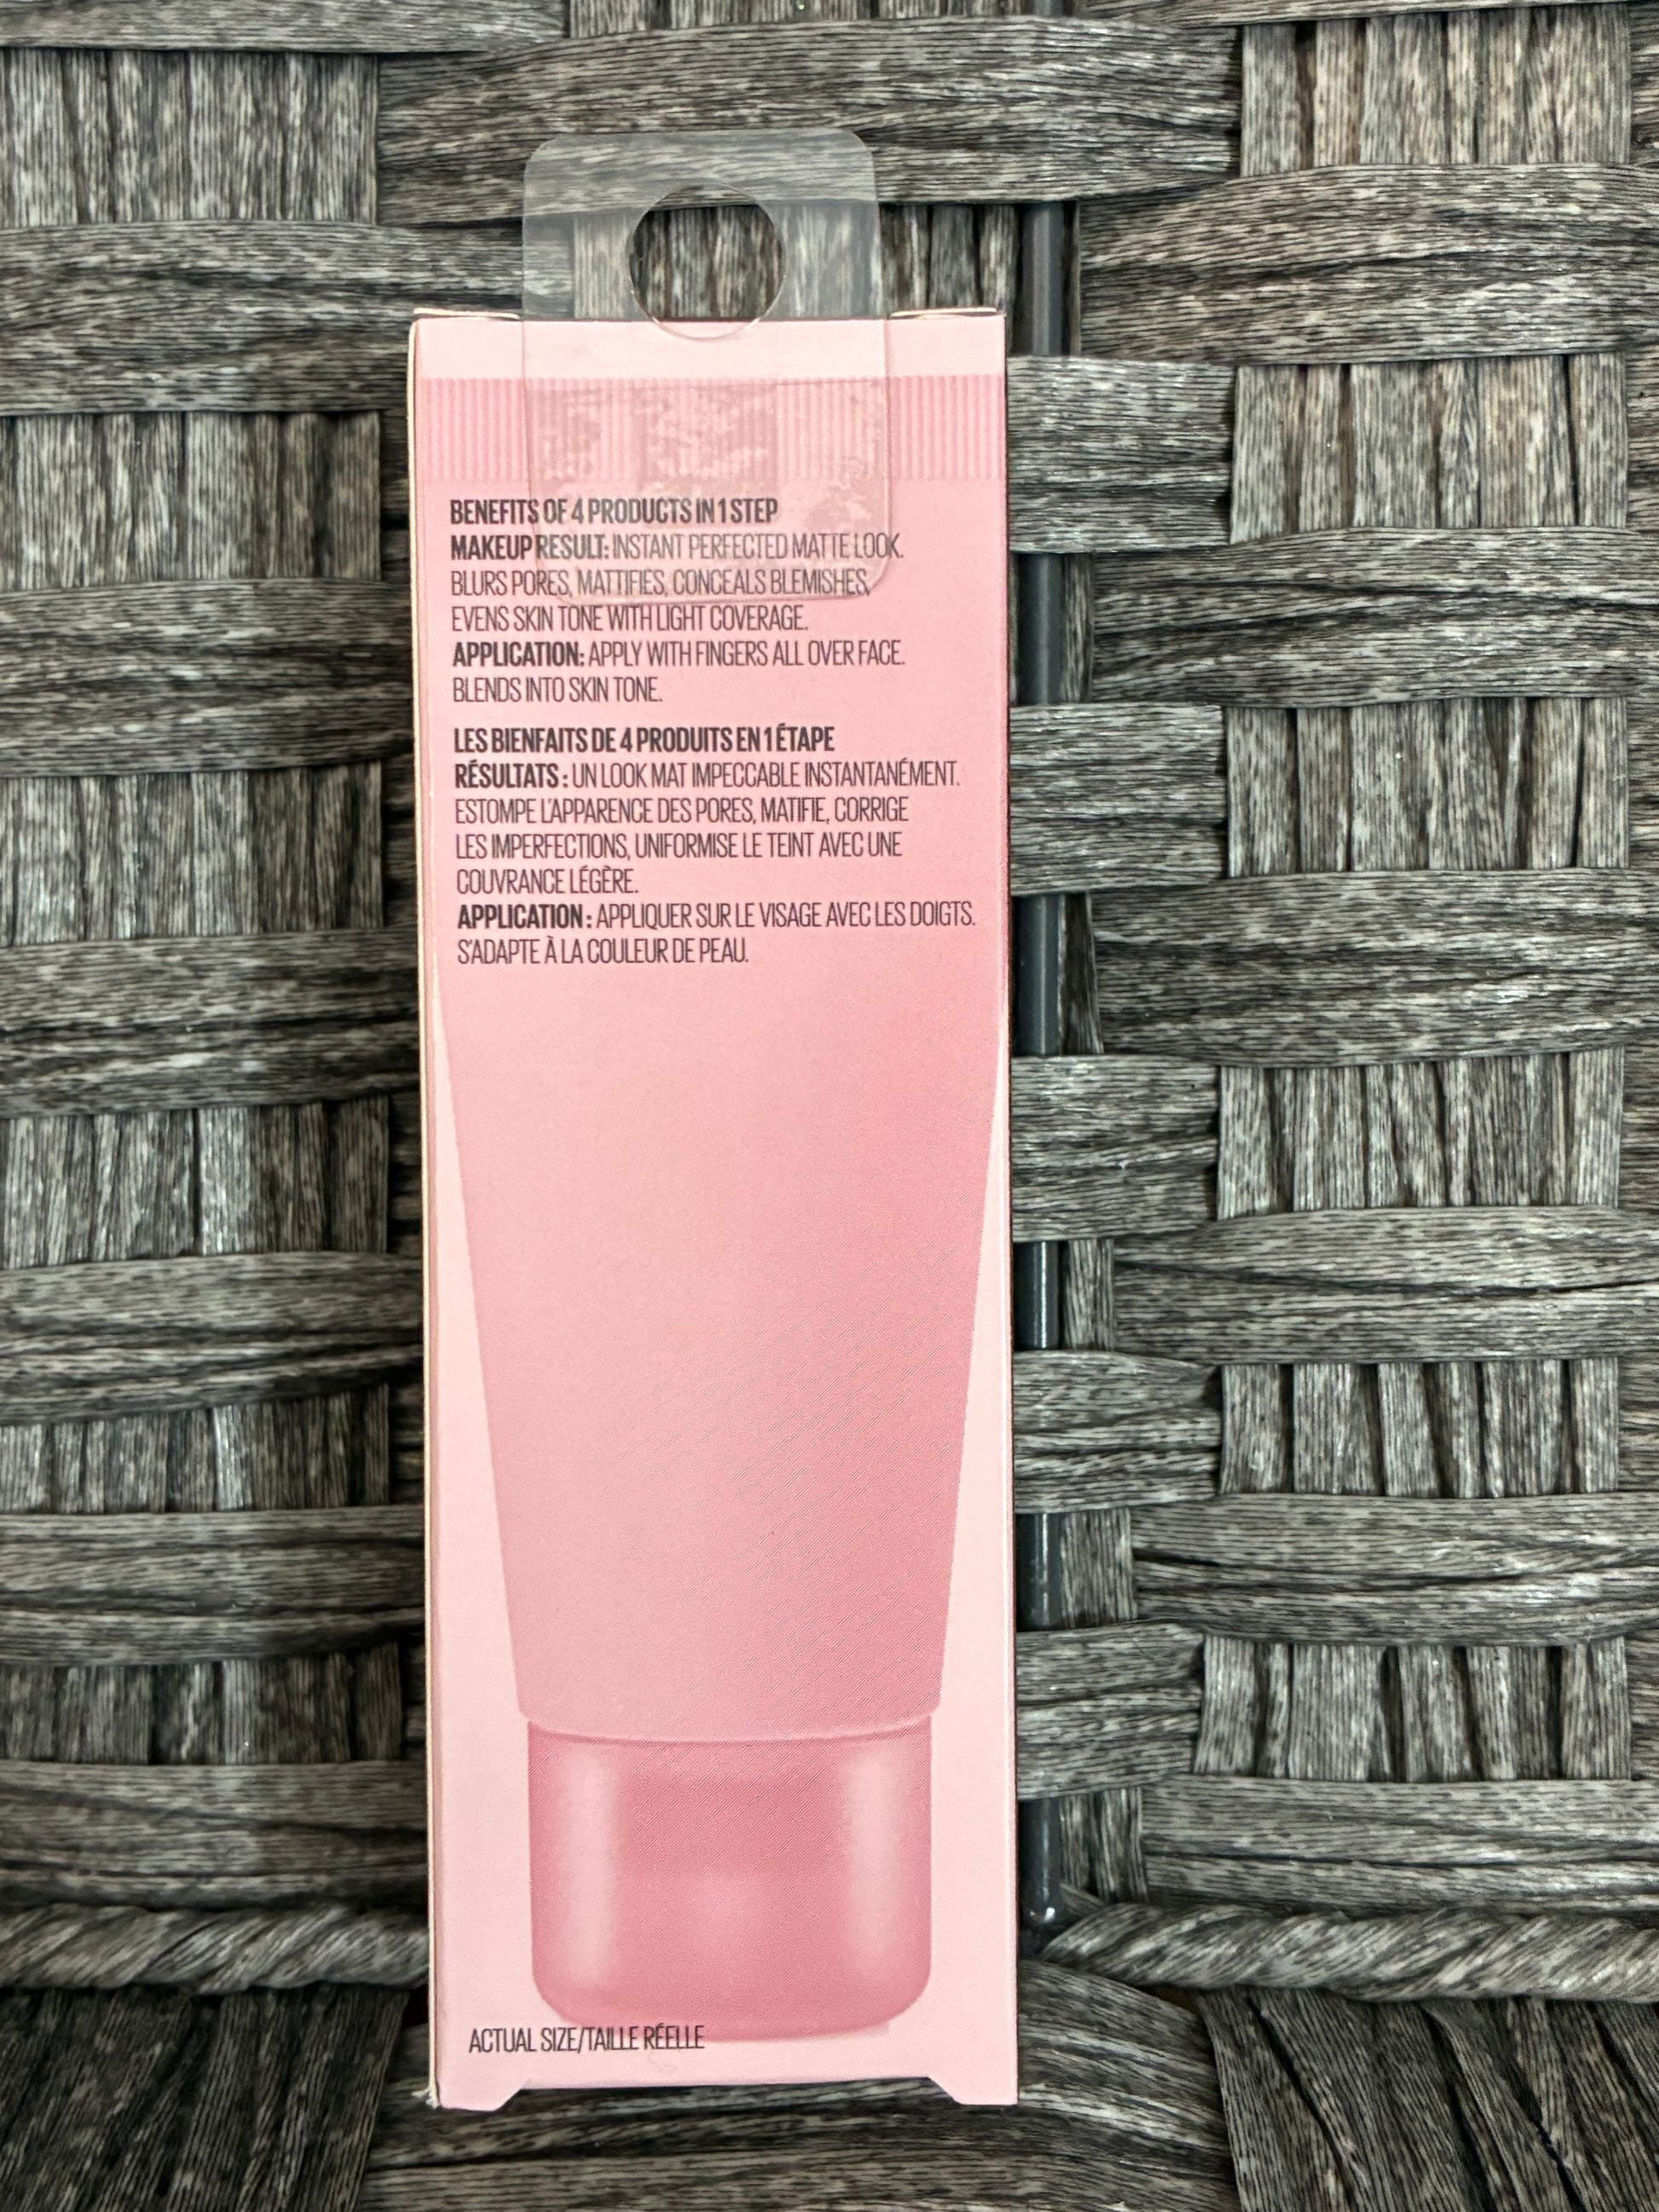 BENEFITS OF 4 PRODUCTS IN 1 STEP
MAKEUP RESULT: INSTANT PERFECTED MATTE LOOK.
BLURS PORES, MATTIFIES, CONCEALS BLEMISHES,
EVENS SKIN TONE WITH LIGHT COVERAGE.
APPLICATION: APPLY WITH FINGERS ALL OVER FACE.
BLENDS INTO SKIN TONE.
LES BIENFAITS DE 4 PRODUITS EN 1 ÉTAPE
RÉSULTATS : UN LOOK MAT IMPECCABLE INSTANTANÉMENT.
ESTOMPE L'APPARENCE DES PORES, MATIFIE, CORRIGE
LES IMPERFECTIONS, UNIFORMISE LE TEINT AVEC UNE
COUVRANCE LÉGÈRE.
APPLICATION : APPLIQUER SUR LE VISAGE AVEC LES DOIGTS.
S'ADAPTE À LA COULEUR DE PEAU.
ACTUAL SIZE/TAILLE RÉELLE